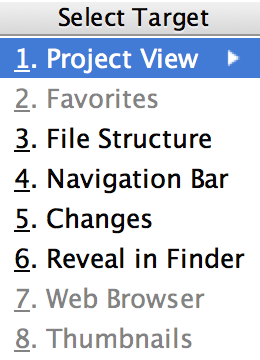 Select Target
1. Project View
2. Favorites
3. File Structure
4. Navigation Bar
5. Changes
6. Reveal in Finder
7. Web Browser
8. Thumbnails